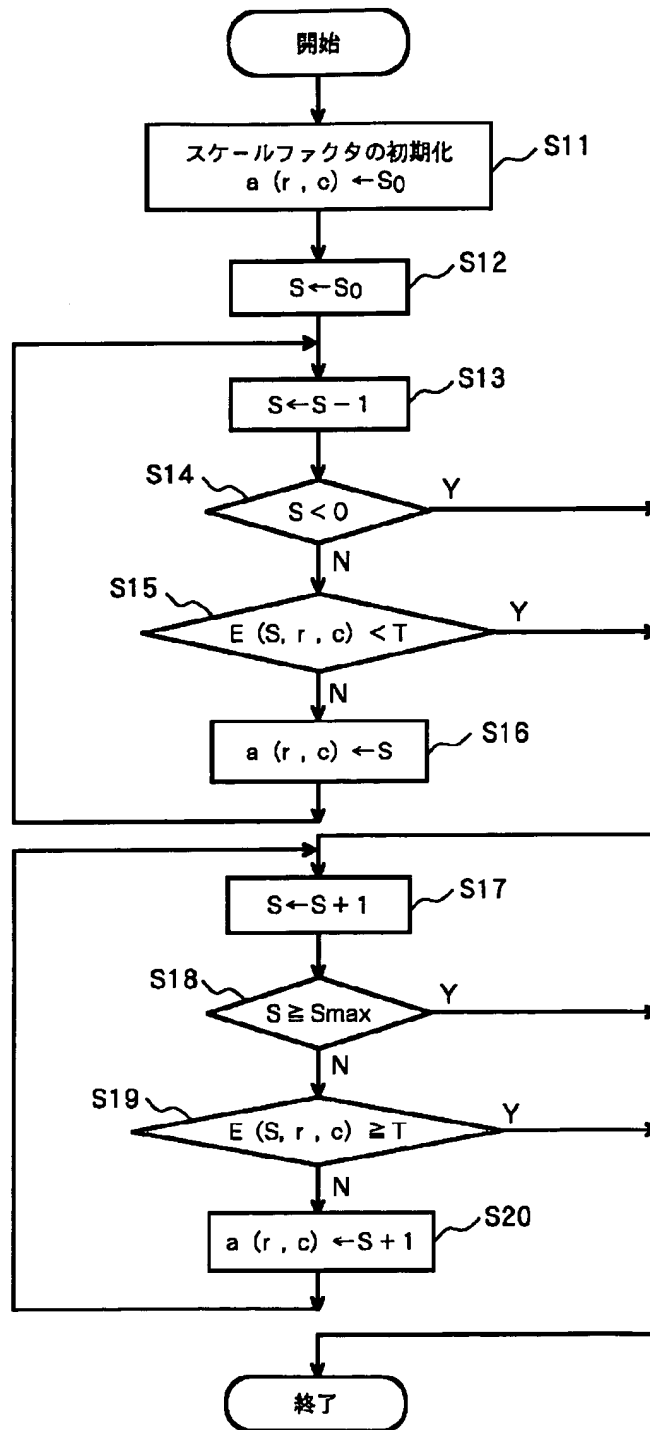 開始
スケールファクタの初期化
a (r , c) ←S₀
S11
S←S₀
S12
S←S－1
S13
S14
S＜0
Y
N
S15
E (S, r , c) ＜T
Y
N
a (r , c) ←S
S16
S←S＋1
S17
S18
S≧Smax
Y
N
S19
E (S, r , c) ≧T
Y
N
a (r , c) ←S＋1
S20
終了